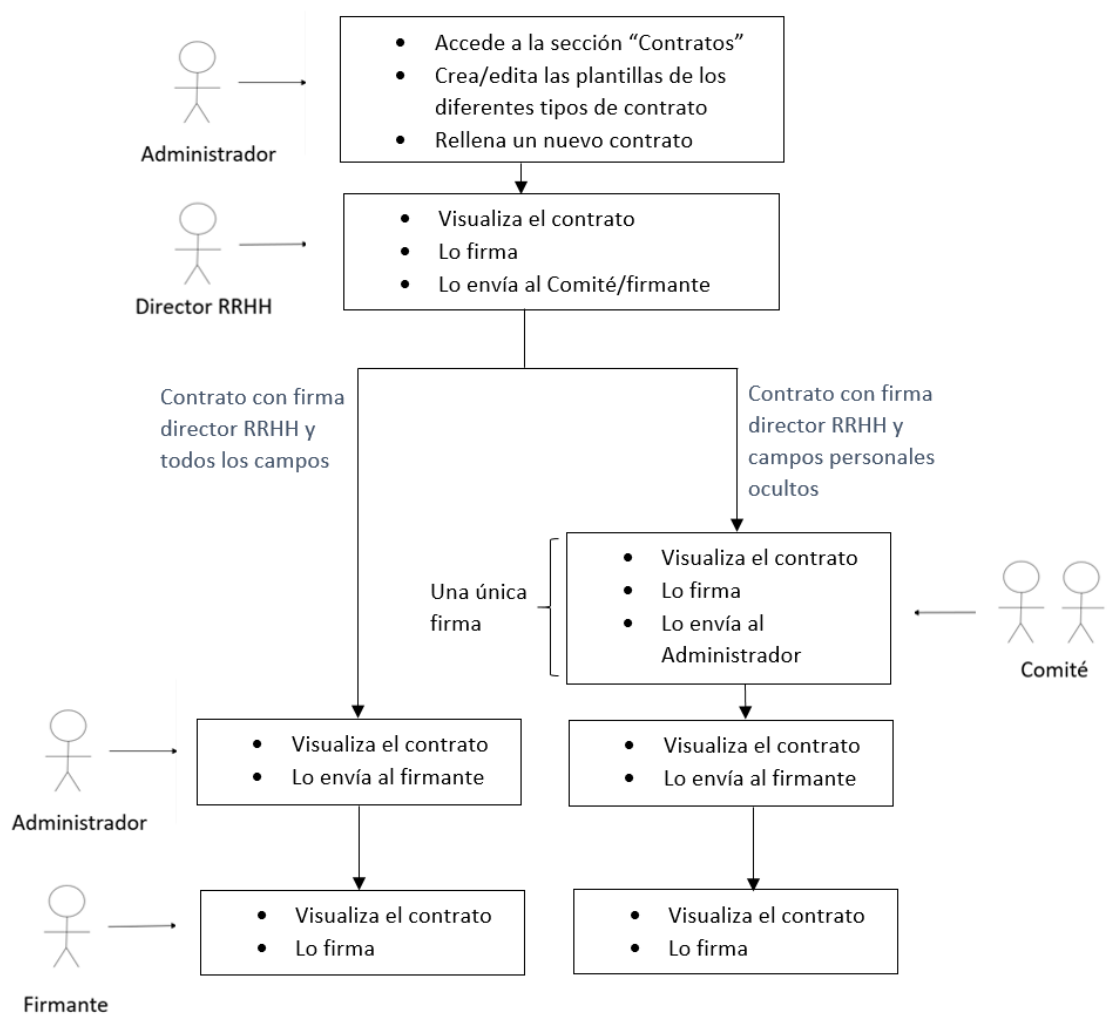 • Accede a la sección “Contratos”
• Crea/edita las plantillas de los
diferentes tipos de contrato
• Rellena un nuevo contrato
Administrador
• Visualiza el contrato
• Lo firma
• Lo envía al Comité/firmante
Director RRHH
Contrato con firma
director RRHH y
todos los campos
Contrato con firma
director RRHH y
campos personales
ocultos
Una única
firma
• Visualiza el contrato
• Lo firma
• Lo envía al
Administrador
Comité
• Visualiza el contrato
• Lo envía al firmante
• Visualiza el contrato
• Lo envía al firmante
Administrador
• Visualiza el contrato
• Lo firma
• Visualiza el contrato
• Lo firma
Firmante